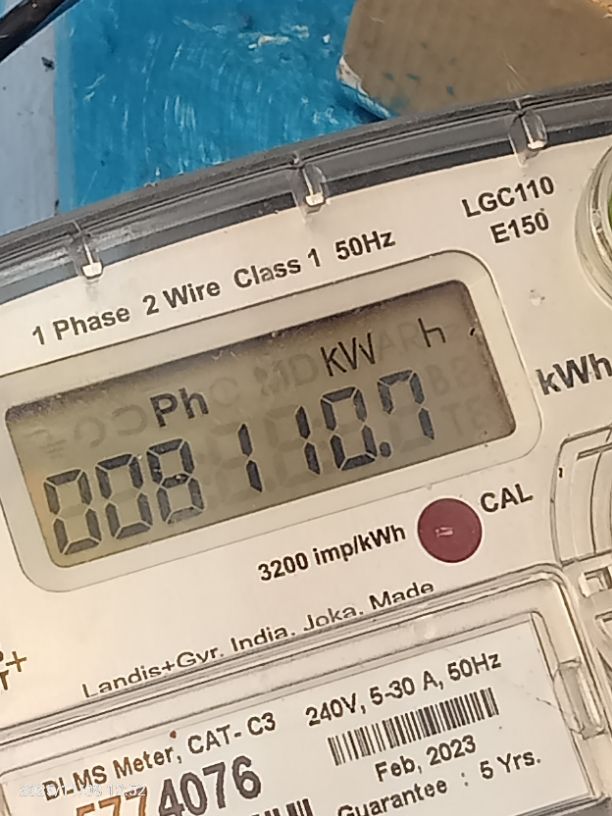 LGC110
E150
1 Phase 2 Wire Class 1 50Hz
Ph kW h
008110.7
kWh
3200 imp/kWh
CAL
Landis+Gyr, India, Joka, Made
DLMS Meter, CAT- C3
240V, 5-30 A, 50Hz
5774076
Feb, 2023
Guarantee : 5 Yrs.